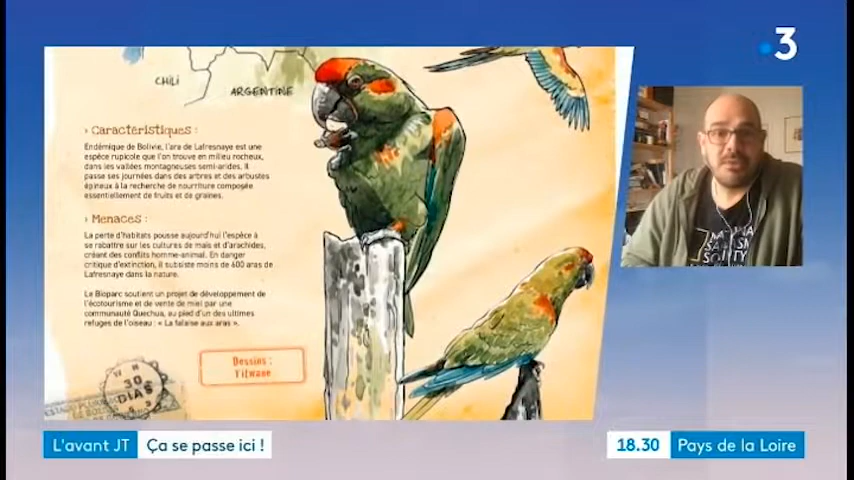 3
CHILI
ARGENTINE
› Caractéristiques :
Endémique de Bolivie, l'ara de Lafresnaye est une
espèce rupicole que l'on trouve en milieu rocheux,
dans les vallées montagneuses semi-arides. Il
passe ses journées dans des arbres et des arbustes
épineux à la recherche de nourriture composée
essentiellement de fruits et de graines.
› Menaces :
La perte d'habitats pousse aujourd'hui l'espèce à
se rabattre sur les cultures de maïs et d'arachides,
créant des conflits homme-animal. En danger
critique d'extinction, il subsiste moins de 600 aras de
Lafresnaye dans la nature.
Le Bioparc soutient un projet de développement de
l'écotourisme et de vente de miel par une
communauté Quechua, au pied d'un des ultimes
refuges de l'oiseau : « La falaise aux aras ».
Dessins :
Titwane
30
DIAS
L'avant JT
Ça se passe ici !
18.30
Pays de la Loire